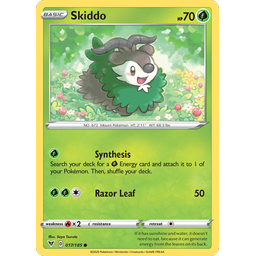 BASIC Skiddo HP70
NO. 672 Mount Pokémon HT: 2'11" WT: 68.3 lbs.
Synthesis
Search your deck for a Energy card and attach it to 1 of your Pokémon. Then, shuffle your deck.
Razor Leaf 50
weakness ×2 resistance retreat
Illus. Saya Tsuruta
017/185
If it has sunshine and water, it doesn't
need to eat, because it can generate
energy from the leaves on its back.